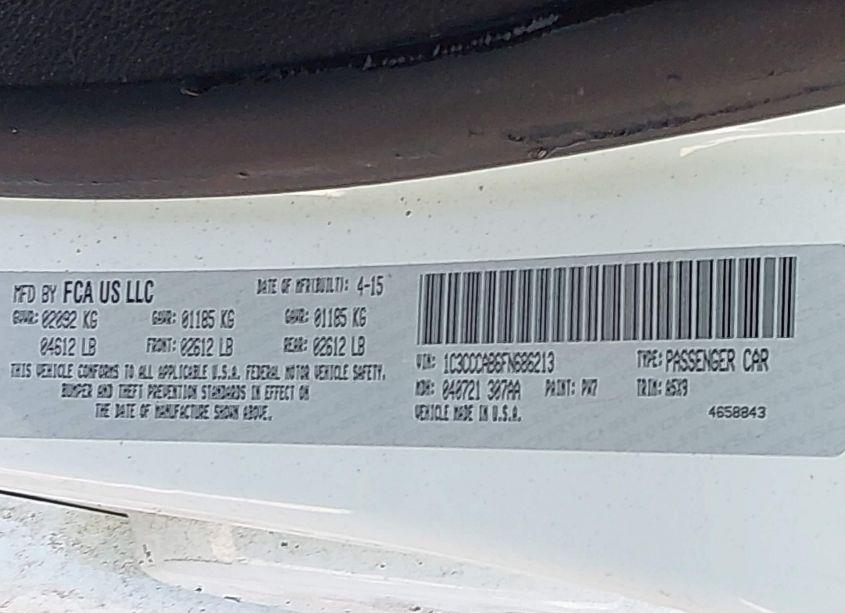 MFD BY FCA US LLC DATE OF MFR(BUILT): 4-15
GVWR: 02092 KG GAWR: 01185 KG GAWR: 01185 KG
04612 LB FRONT: 02612 LB REAR: 02612 LB
THIS VEHICLE CONFORMS TO ALL APPLICABLE U.S.A. FEDERAL MOTOR VEHICLE SAFETY,
BUMPER AND THEFT PREVENTION STANDARDS IN EFFECT ON
THE DATE OF MANUFACTURE SHOWN ABOVE.
VIN: 1C3CCCAB6FN686213 TYPE: PASSENGER CAR
MDH: 040721 307AA PAINT: PW7 TRIM: A5X9
VEHICLE MADE IN U.S.A. 4658843